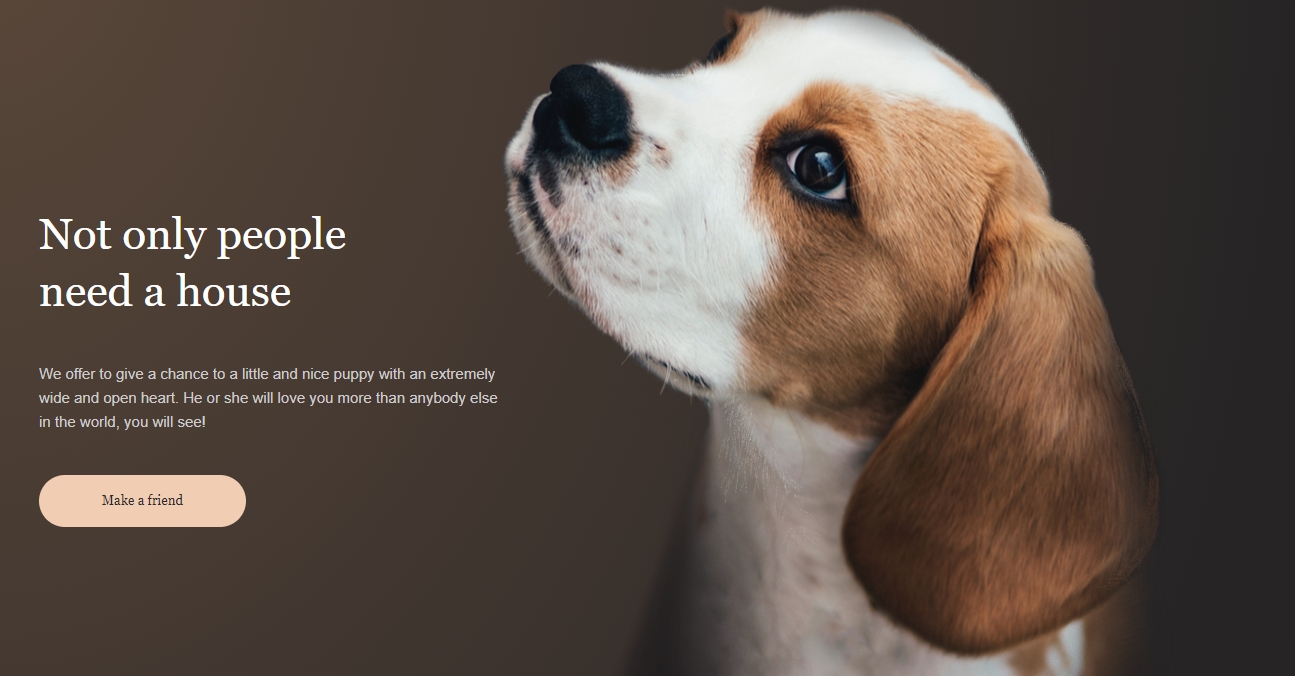 Not only people
need a house
We offer to give a chance to a little and nice puppy with an extremely
wide and open heart. He or she will love you more than anybody else
in the world, you will see!
Make a friend